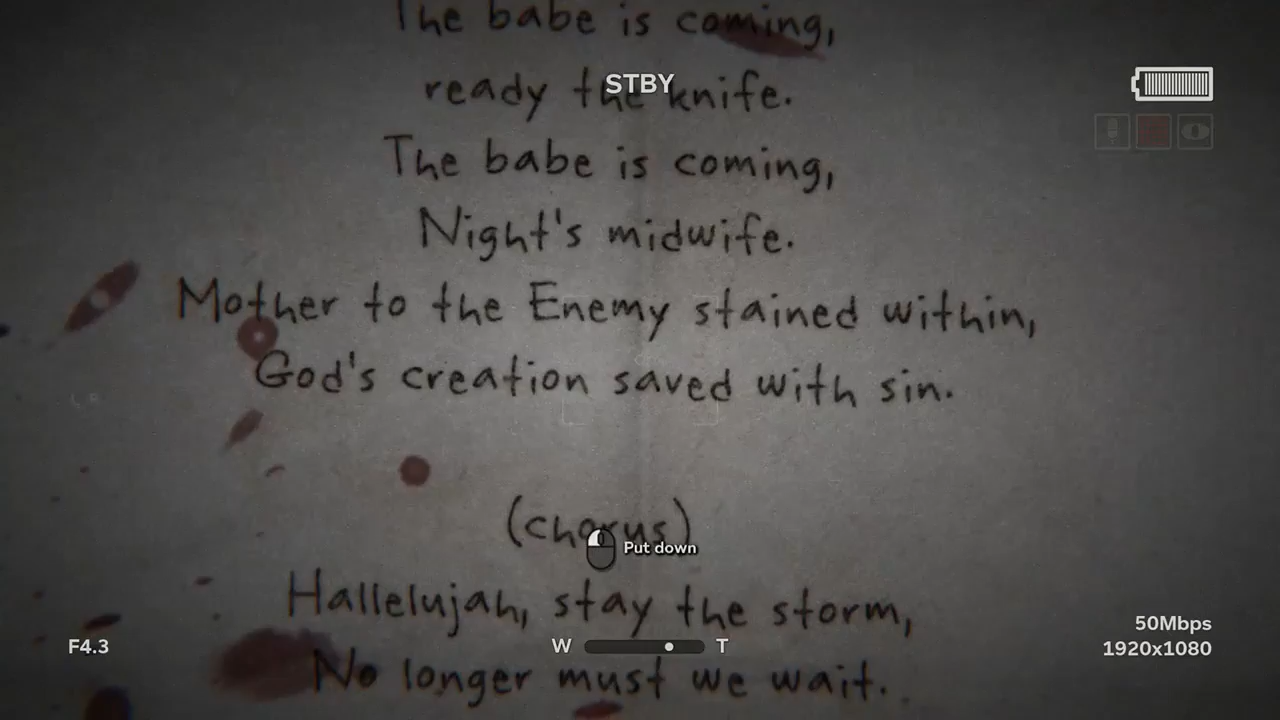 The babe is coming,
STBY
ready the knife.
The babe is coming,
Night's midwife.
Mother to the Enemy stained within,
God's creation saved with sin.
(chorus)
Put down
Hallelujah, stay the storm,
F4.3
W
T
50Mbps
1920x1080
No longer must we wait.